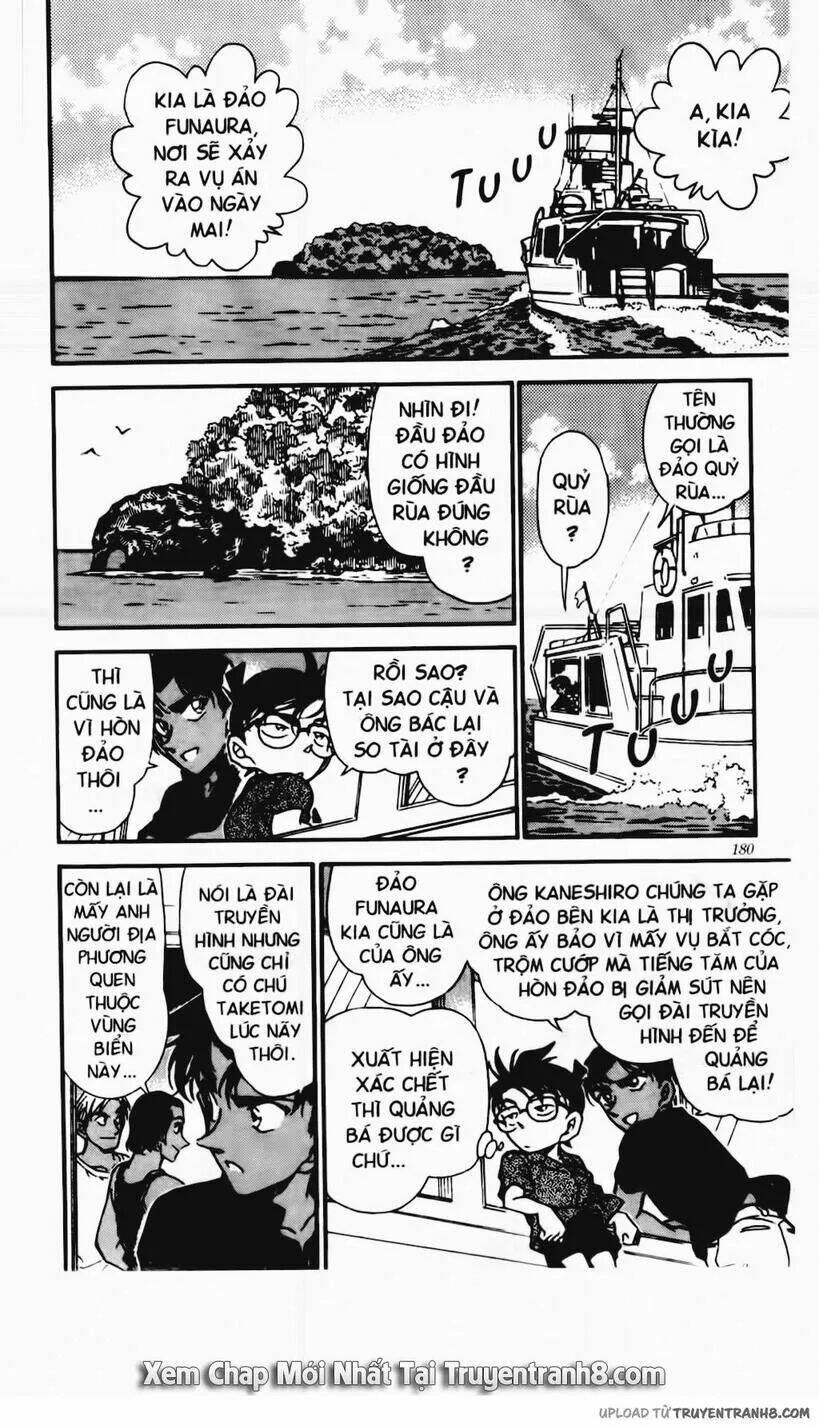 A, KIA
KÌA!
KIA LÀ ĐẢO
FUNAURA,
NƠI SẼ XẢY
RA VỤ ÁN
VÀO NGÀY
MAI!
TUUU
TÊN
THƯỜNG
GỌI LÀ
ĐẢO QUỶ
RÙA...
QUỶ
RÙA
?
TUUU
NHÌN ĐI!
ĐẦU ĐẢO
CÓ HÌNH
GIỐNG ĐẦU
RÙA ĐÚNG
KHÔNG
?
RỒI SAO?
TẠI SAO CẬU VÀ
ÔNG BÁC LẠI
SO TÀI Ở ĐÂY
?
THÌ
CŨNG LÀ
VÌ HÒN
ĐẢO
THÔI
...
180
ÔNG KANESHIRO CHÚNG TA GẶP
Ở ĐẢO BÊN KIA LÀ THỊ TRƯỞNG,
ÔNG ẤY BẢO VÌ MẤY VỤ BẮT CÓC,
TRỘM CƯỚP MÀ TIẾNG TĂM CỦA
HÒN ĐẢO BỊ GIẢM SÚT NÊN
GỌI ĐÀI TRUYỀN
HÌNH ĐẾN ĐỂ
QUẢNG
BÁ LẠI!
ĐẢO
FUNAURA
KIA CŨNG LÀ
CỦA ÔNG
ẤY...
XUẤT HIỆN
XÁC CHẾT
THÌ QUẢNG
BÁ ĐƯỢC GÌ
CHỨ...
NÓI LÀ ĐÀI
TRUYỀN
HÌNH NHƯNG
CŨNG CHỈ
CÓ CHÚ
TAKETOMI
LÚC NÃY
THÔI.
CÒN LẠI LÀ
MẤY ANH
NGƯỜI ĐỊA
PHƯƠNG
QUEN
THUỘC
VÙNG
BIỂN
NÀY...
Xem Chap Mới Nhất Tại Truyentranh8.com
UPLOAD TỪ TRUYENTRANH8.COM